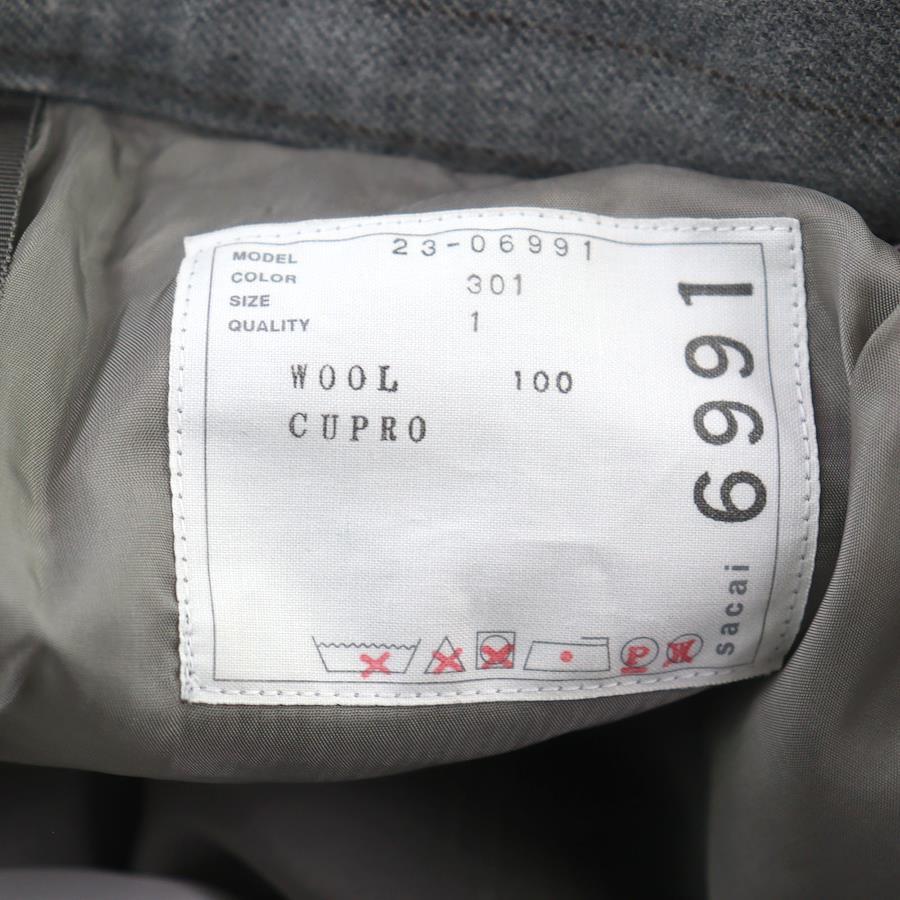 MODEL 23-06991
COLOR 301
SIZE 1
QUALITY
WOOL 100
CUPRO
sacai 6991
P W